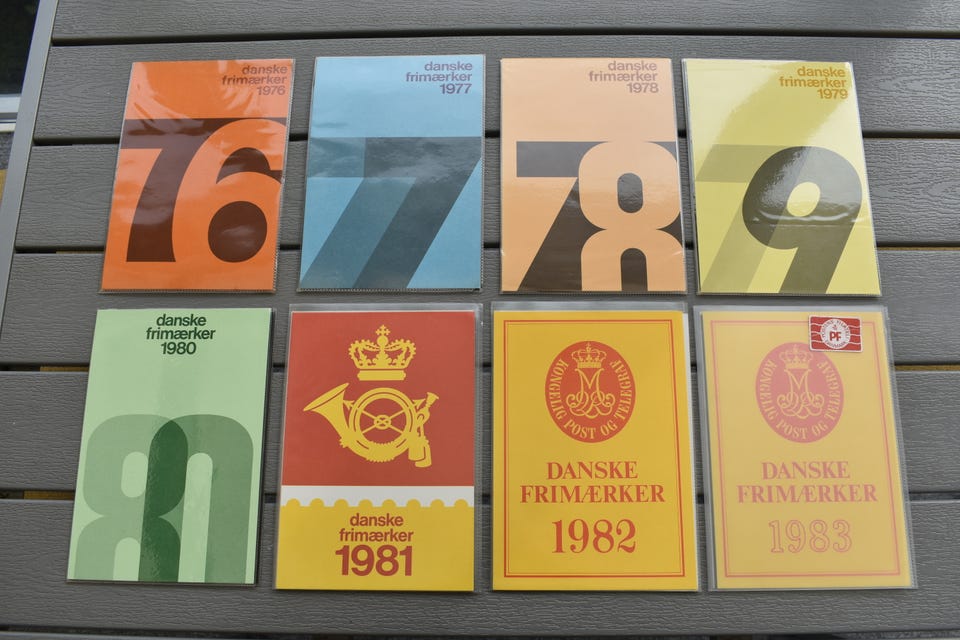 danske
frimærker
1976
76
danske
frimærker
1977
77
danske
frimærker
1978
78
danske
frimærker
1979
79
danske
frimærker
1980
80
danske
frimærker
1981
KONGELIG POST OG TELEGRAF
DANSKE
FRIMÆRKER
1982
PF
KONGELIG POST OG TELEGRAF
DANSKE
FRIMÆRKER
1983